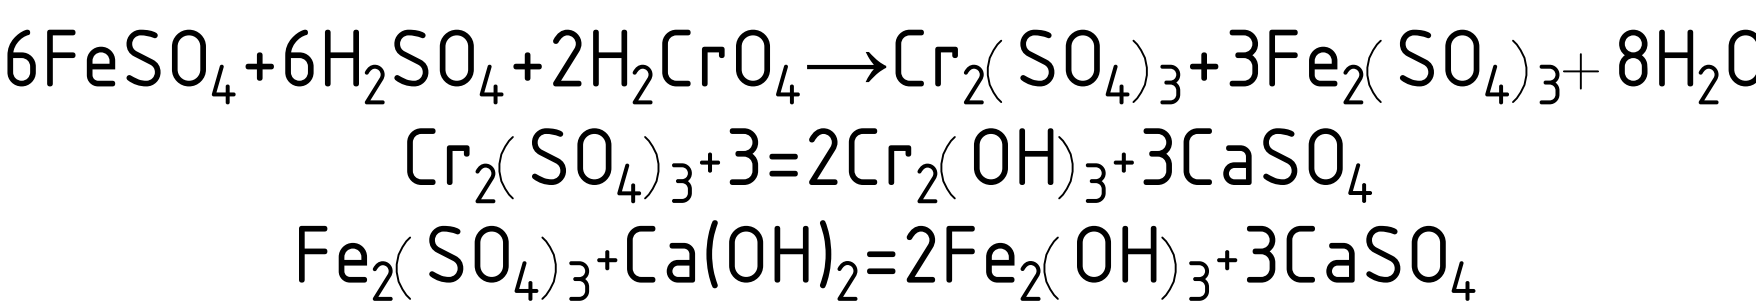 6FeSO₄+6H₂SO₄+2H₂CrO₄→Cr₂(SO₄)₃+3Fe₂(SO₄)₃+ 8H₂O
Cr₂(SO₄)₃+3=2Cr₂(OH)₃+3CaSO₄
Fe₂(SO₄)₃+Ca(OH)₂=2Fe₂(OH)₃+3CaSO₄